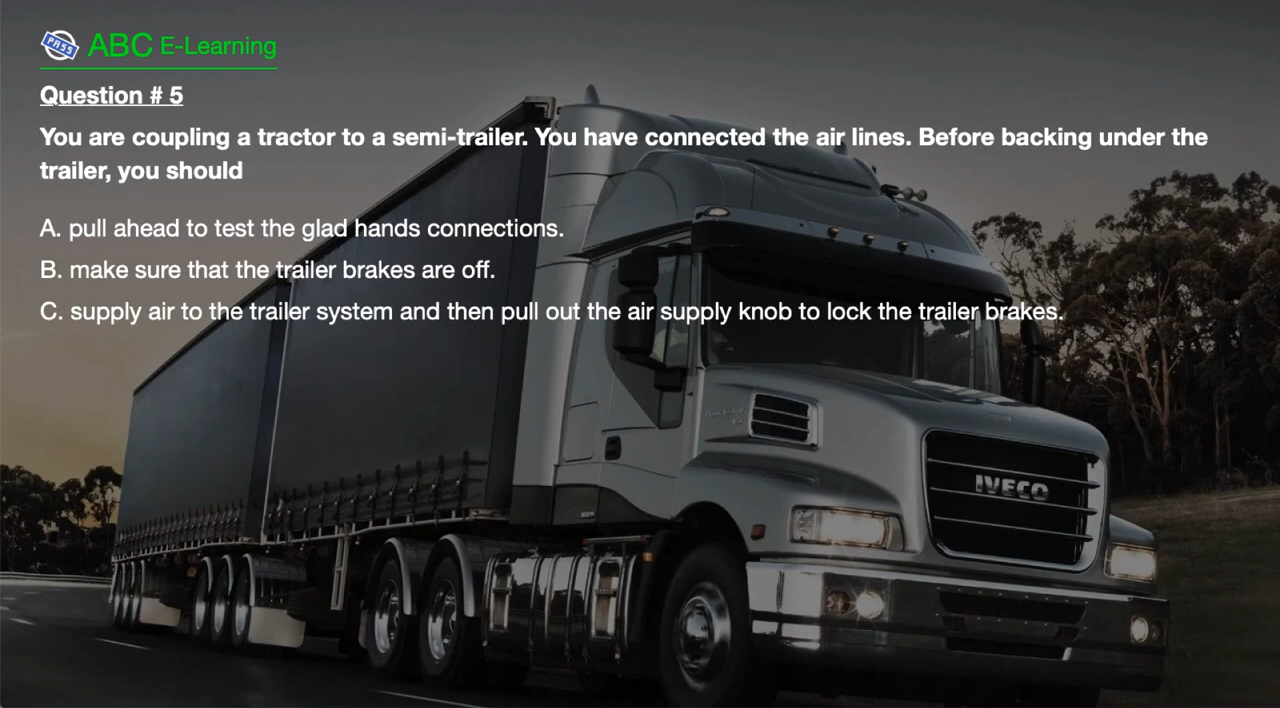 PASS
ABC E-Learning
Question # 5
You are coupling a tractor to a semi-trailer. You have connected the air lines. Before backing under the
trailer, you should
A. pull ahead to test the glad hands connections.
B. make sure that the trailer brakes are off.
C. supply air to the trailer system and then pull out the air supply knob to lock the trailer brakes.
IVECO